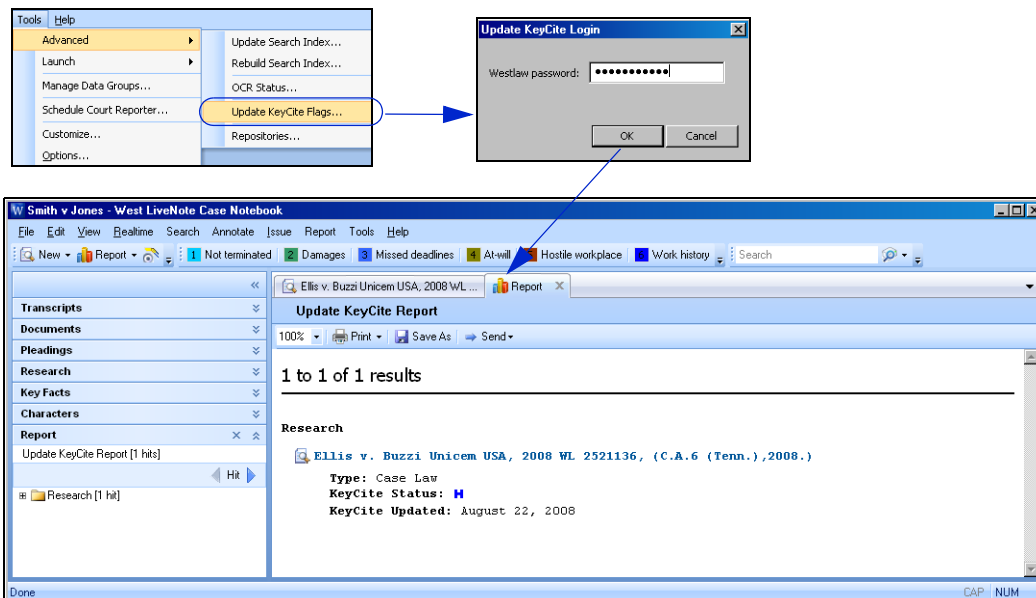 Tools Help
Advanced
Launch
Manage Data Groups...
Schedule Court Reporter...
Customize...
Options...
Update Search Index...
Rebuild Search Index...
OCR Status...
Update KeyCite Flags...
Repositories...
Update KeyCite Login
Westlaw password: ●●●●●●●●●●●
OK Cancel
Smith v Jones - West LiveNote Case Notebook
File Edit View Realtime Search Annotate Issue Report Tools Help
New Report 1 Not terminated 2 Damages 3 Missed deadlines 4 At-will Hostile workplace Work history Search
Ellis v. Buzzi Unicem USA, 2008 WL ... Report
Transcripts
Documents
Pleadings
Research
Key Facts
Characters
Report
Update KeyCite Report [1 hits]
Hit
Research [1 hit]
Update KeyCite Report
100% Print Save As Send
1 to 1 of 1 results
Research
Ellis v. Buzzi Unicem USA, 2008 WL 2521136, (C.A.6 (Tenn.),2008.)
Type: Case Law
KeyCite Status: H
KeyCite Updated: August 22, 2008
Done CAP NUM